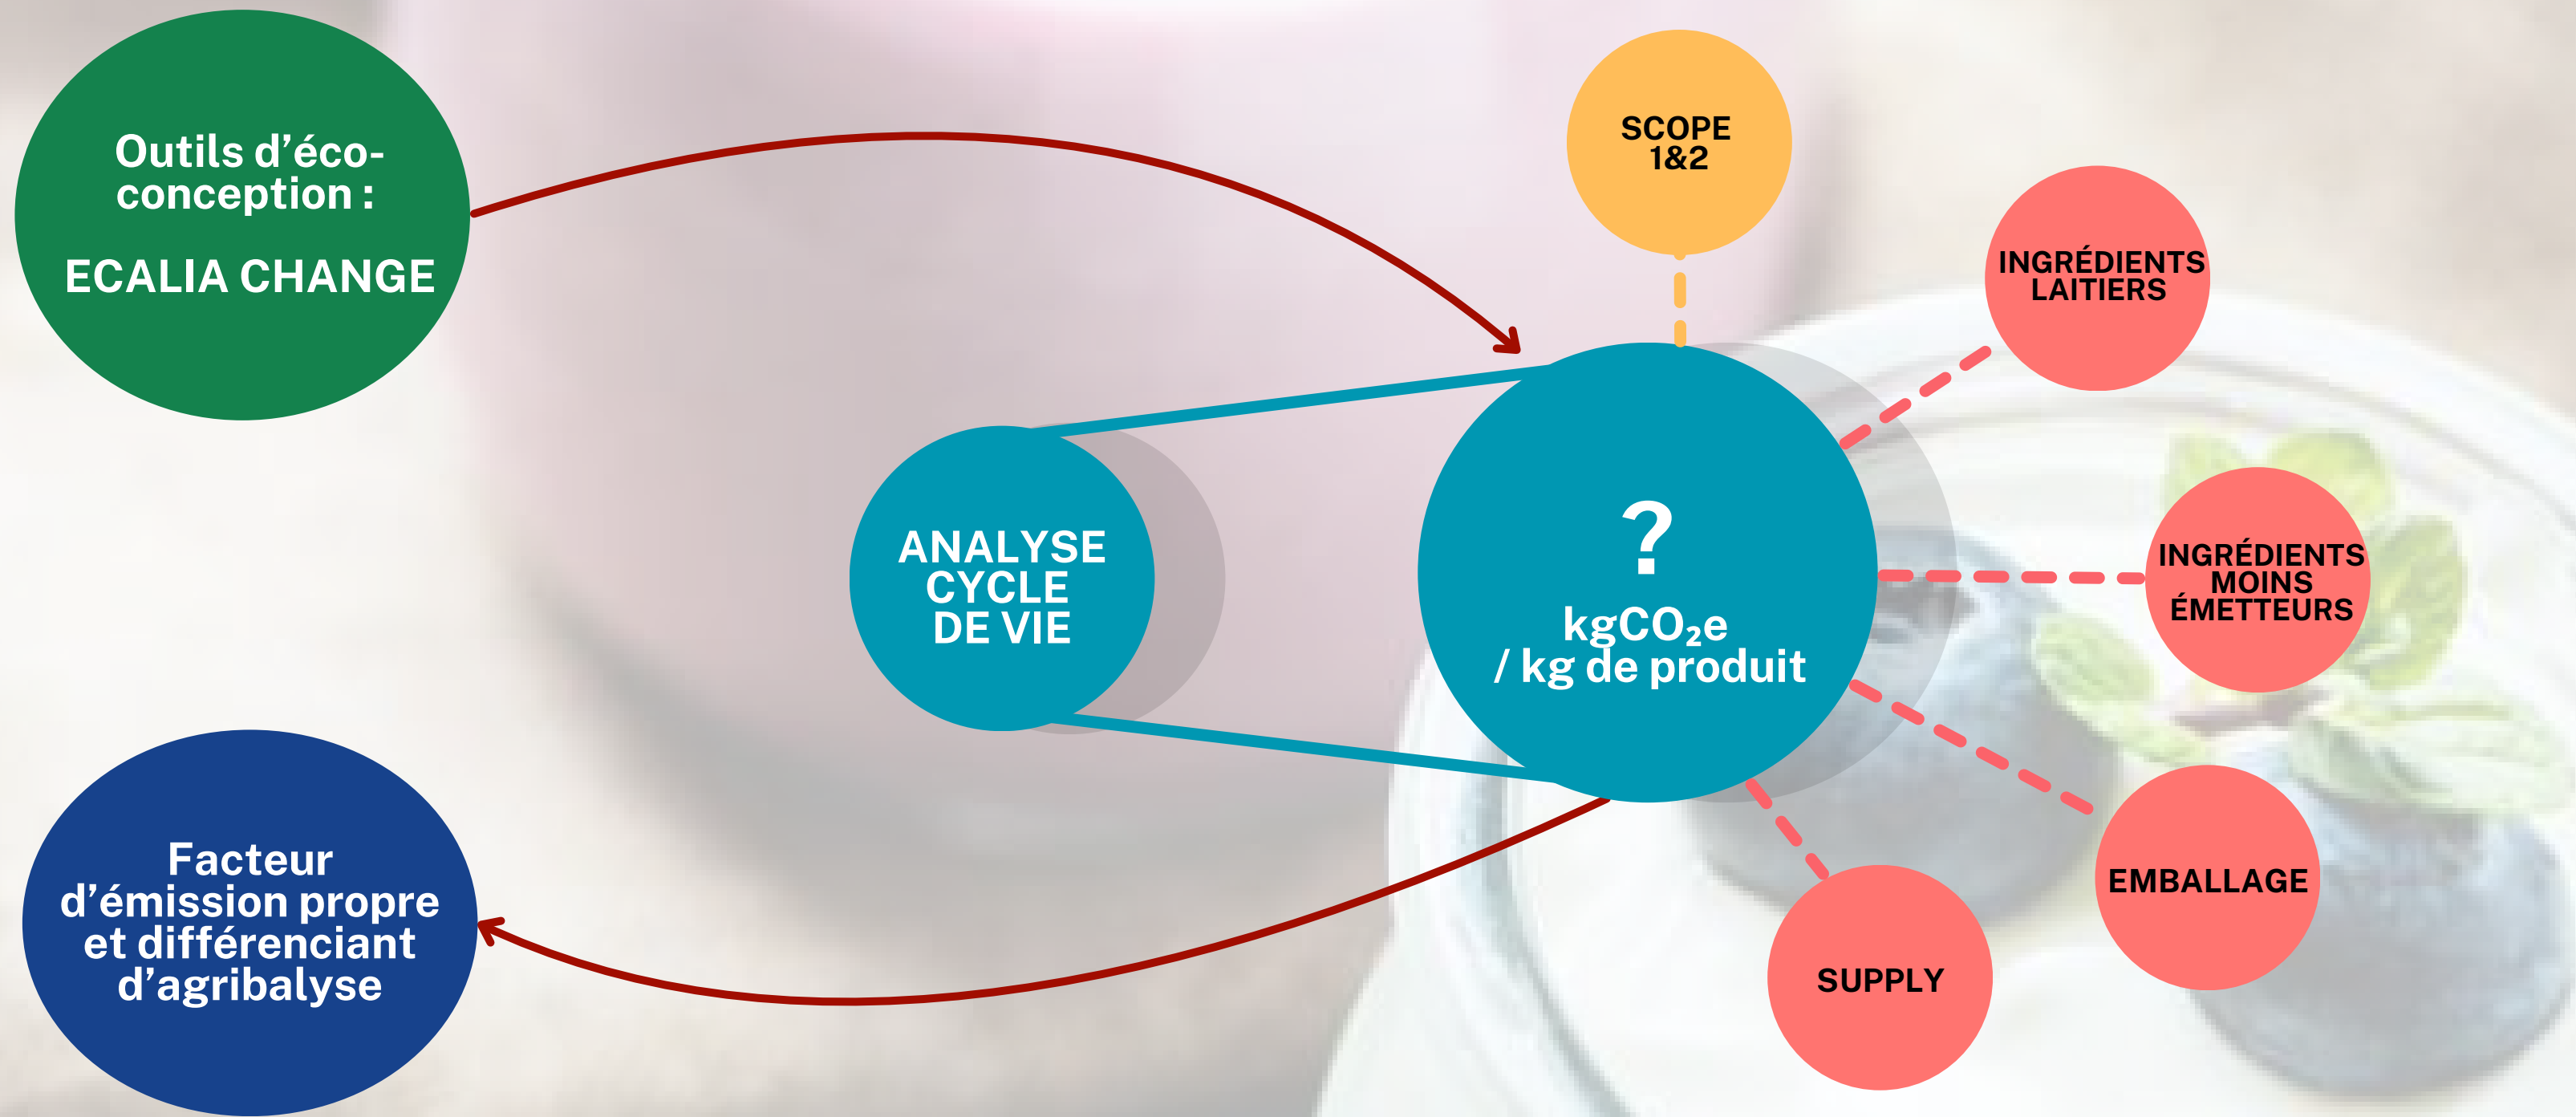 Outils d’éco-
conception :
ECALIA CHANGE
SCOPE
1&2
INGRÉDIENTS
LAITIERS
ANALYSE
CYCLE
DE VIE
?
kgCO₂e
/ kg de produit
INGRÉDIENTS
MOINS
ÉMETTEURS
Facteur
d’émission propre
et différenciant
d’agribalyse
EMBALLAGE
SUPPLY